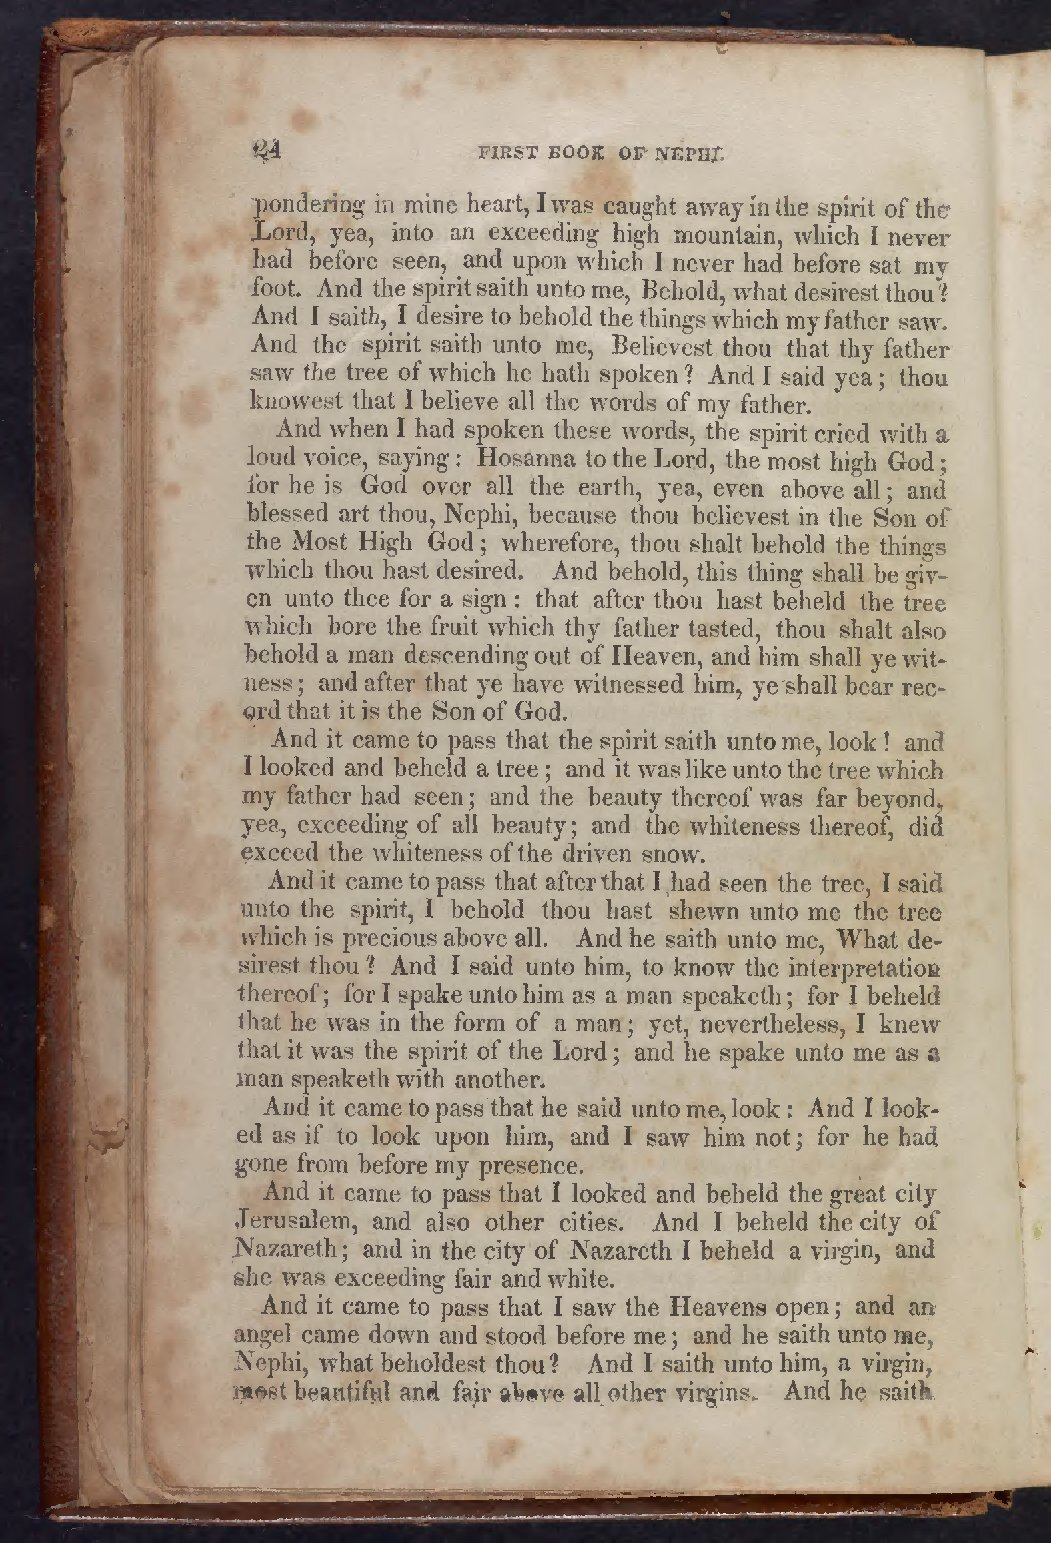 24 FIRST BOOK OF NEPHI.
pondering in mine heart, I was caught away in the spirit of the
Lord, yea, into an exceeding high mountain, which I never
had before seen, and upon which I never had before sat my
foot. And the spirit saith unto me, Behold, what desirest thou?
And I saith, I desire to behold the things which my father saw.
And the spirit saith unto me, Believest thou that thy father
saw the tree of which he hath spoken? And I said yea; thou
knowest that I believe all the words of my father.
And when I had spoken these words, the spirit cried with a
loud voice, saying: Hosanna to the Lord, the most high God;
for he is God over all the earth, yea, even above all; and
blessed art thou, Nephi, because thou believest in the Son of
the Most High God; wherefore, thou shalt behold the things
which thou hast desired. And behold, this thing shall be giv-
en unto thee for a sign: that after thou hast beheld the tree
which bore the fruit which thy father tasted, thou shalt also
behold a man descending out of Heaven, and him shall ye wit-
ness; and after that ye have witnessed him, ye shall bear rec-
ord that it is the Son of God.
And it came to pass that the spirit saith unto me, look! and
I looked and beheld a tree; and it was like unto the tree which
my father had seen; and the beauty thereof was far beyond,
yea, exceeding of all beauty; and the whiteness thereof, did
exceed the whiteness of the driven snow.
And it came to pass that after that I had seen the tree, I said
unto the spirit, I behold thou hast shewn unto me the tree
which is precious above all. And he saith unto me, What de-
sirest thou? And I said unto him, to know the interpretation
thereof; for I spake unto him as a man speaketh; for I beheld
that he was in the form of a man; yet, nevertheless, I knew
that it was the spirit of the Lord; and he spake unto me as a
man speaketh with another.
And it came to pass that he said unto me, look: And I look-
ed as if to look upon him, and I saw him not; for he had
gone from before my presence.
And it came to pass that I looked and beheld the great city
Jerusalem, and also other cities. And I beheld the city of
Nazareth; and in the city of Nazareth I beheld a virgin, and
she was exceeding fair and white.
And it came to pass that I saw the Heavens open; and an
angel came down and stood before me; and he saith unto me,
Nephi, what beholdest thou? And I saith unto him, a virgin,
most beautiful and fair above all other virgins. And he saith